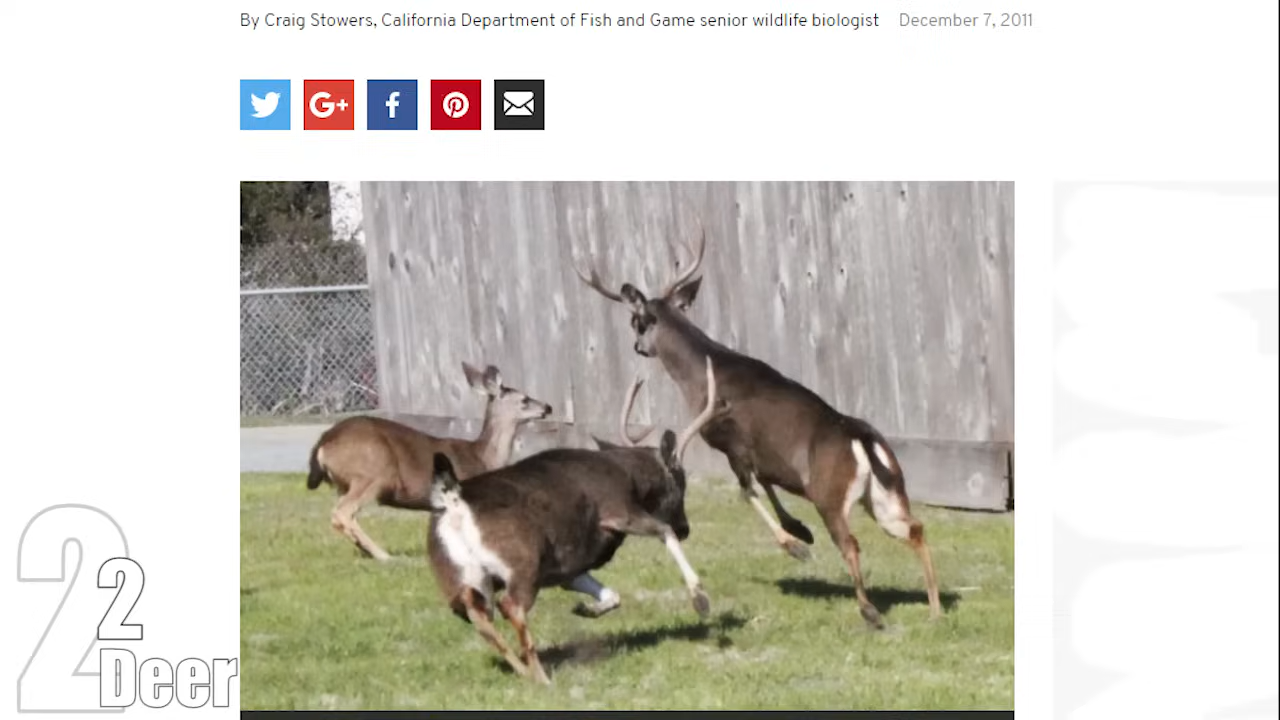 By Craig Stowers, California Department of Fish and Game senior wildlife biologist December 7, 2011
G+
f
2
2
Deer